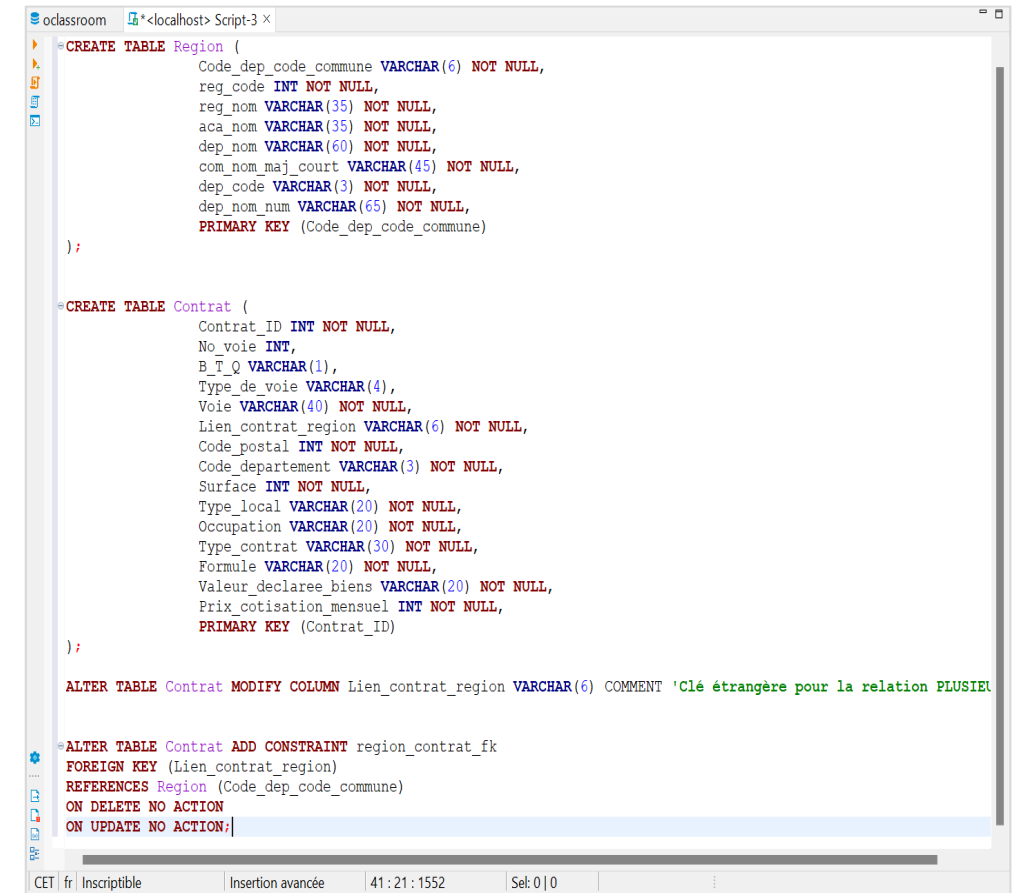 oclassroom *<localhost> Script-3
CREATE TABLE Region (
Code_dep_code_commune VARCHAR(6) NOT NULL,
reg_code INT NOT NULL,
reg_nom VARCHAR(35) NOT NULL,
aca_nom VARCHAR(35) NOT NULL,
dep_nom VARCHAR(60) NOT NULL,
com_nom_maj_court VARCHAR(45) NOT NULL,
dep_code VARCHAR(3) NOT NULL,
dep_nom_num VARCHAR(65) NOT NULL,
PRIMARY KEY (Code_dep_code_commune)
);
CREATE TABLE Contrat (
Contrat_ID INT NOT NULL,
No_voie INT,
B_T_Q VARCHAR(1),
Type_de_voie VARCHAR(4),
Voie VARCHAR(40) NOT NULL,
Lien_contrat_region VARCHAR(6) NOT NULL,
Code_postal INT NOT NULL,
Code_departement VARCHAR(3) NOT NULL,
Surface INT NOT NULL,
Type_local VARCHAR(20) NOT NULL,
Occupation VARCHAR(20) NOT NULL,
Type_contrat VARCHAR(30) NOT NULL,
Formule VARCHAR(20) NOT NULL,
Valeur_declaree_biens VARCHAR(20) NOT NULL,
Prix_cotisation_mensuel INT NOT NULL,
PRIMARY KEY (Contrat_ID)
);
ALTER TABLE Contrat MODIFY COLUMN Lien_contrat_region VARCHAR(6) COMMENT 'Clé étrangère pour la relation
ALTER TABLE Contrat ADD CONSTRAINT region_contrat_fk
FOREIGN KEY (Lien_contrat_region)
REFERENCES Region (Code_dep_code_commune)
ON DELETE NO ACTION
ON UPDATE NO ACTION;
CET fr Inscriptible Insertion avancée 41 : 21 : 1552 Sel: 0 | 0